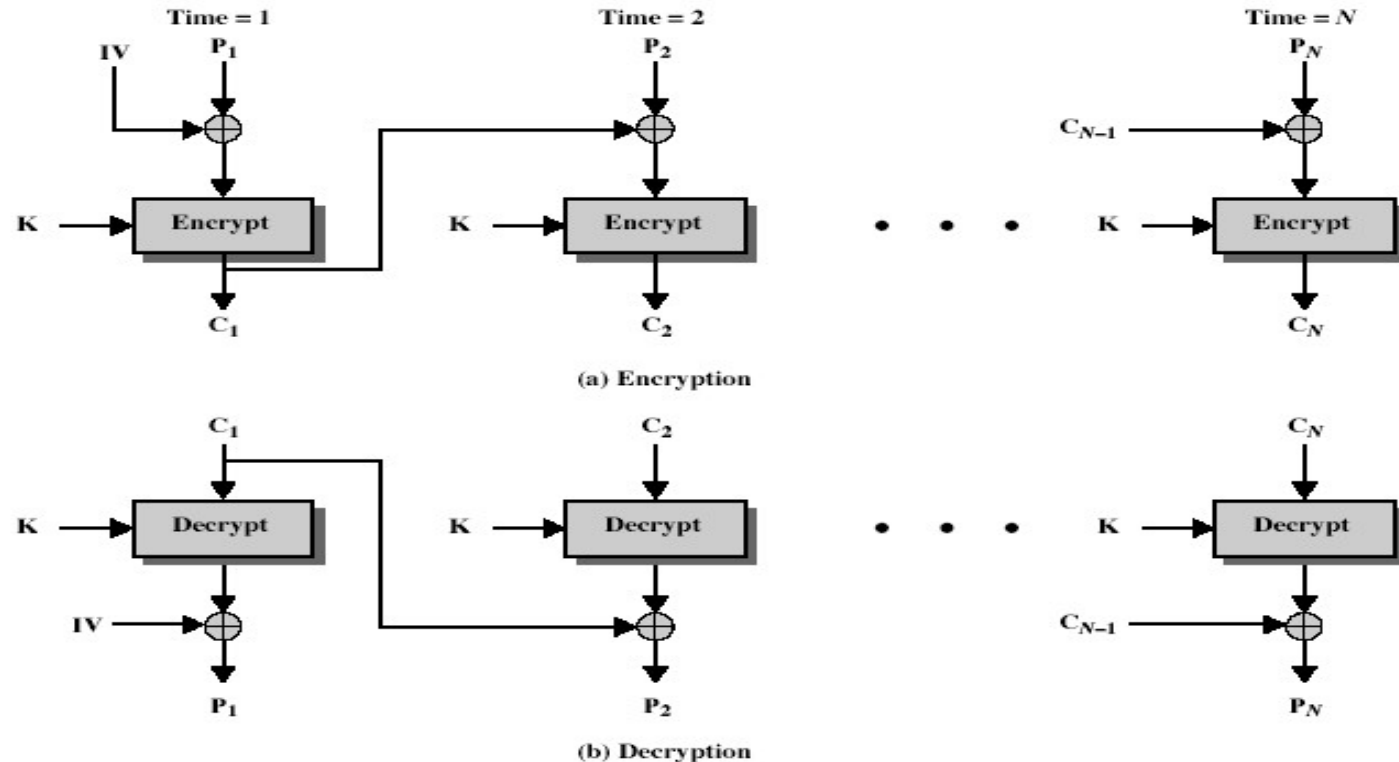 Time = 1 Time = 2 Time = N
IV P1 P2 PN
CN–1
K Encrypt K Encrypt K Encrypt
C1 C2 CN
(a) Encryption
C1 C2 CN
K Decrypt K Decrypt K Decrypt
IV CN–1
P1 P2 PN
(b) Decryption